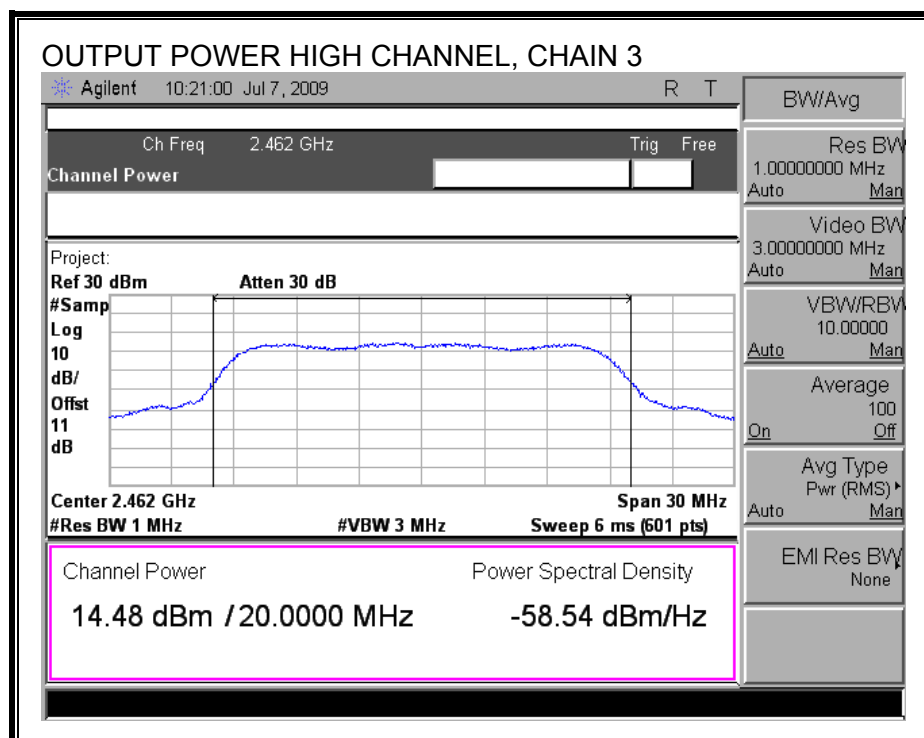 OUTPUT POWER HIGH CHANNEL, CHAIN 3
Agilent 10:21:00 Jul 7, 2009 R T
Ch Freq 2.462 GHz Trig Free
Channel Power
Project:
Ref 30 dBm Atten 30 dB
#Samp
Log
10
dB/
Offst
11
dB
Center 2.462 GHz Span 30 MHz
#Res BW 1 MHz #VBW 3 MHz Sweep 6 ms (601 pts)
Channel Power Power Spectral Density
14.48 dBm / 20.0000 MHz -58.54 dBm/Hz
BW/Avg
Res BW
1.00000000 MHz
Auto Man
Video BW
3.00000000 MHz
Auto Man
VBW/RBW
10.00000
Auto Man
Average
100
On Off
Avg Type
Pwr (RMS)
Auto Man
EMI Res BW
None